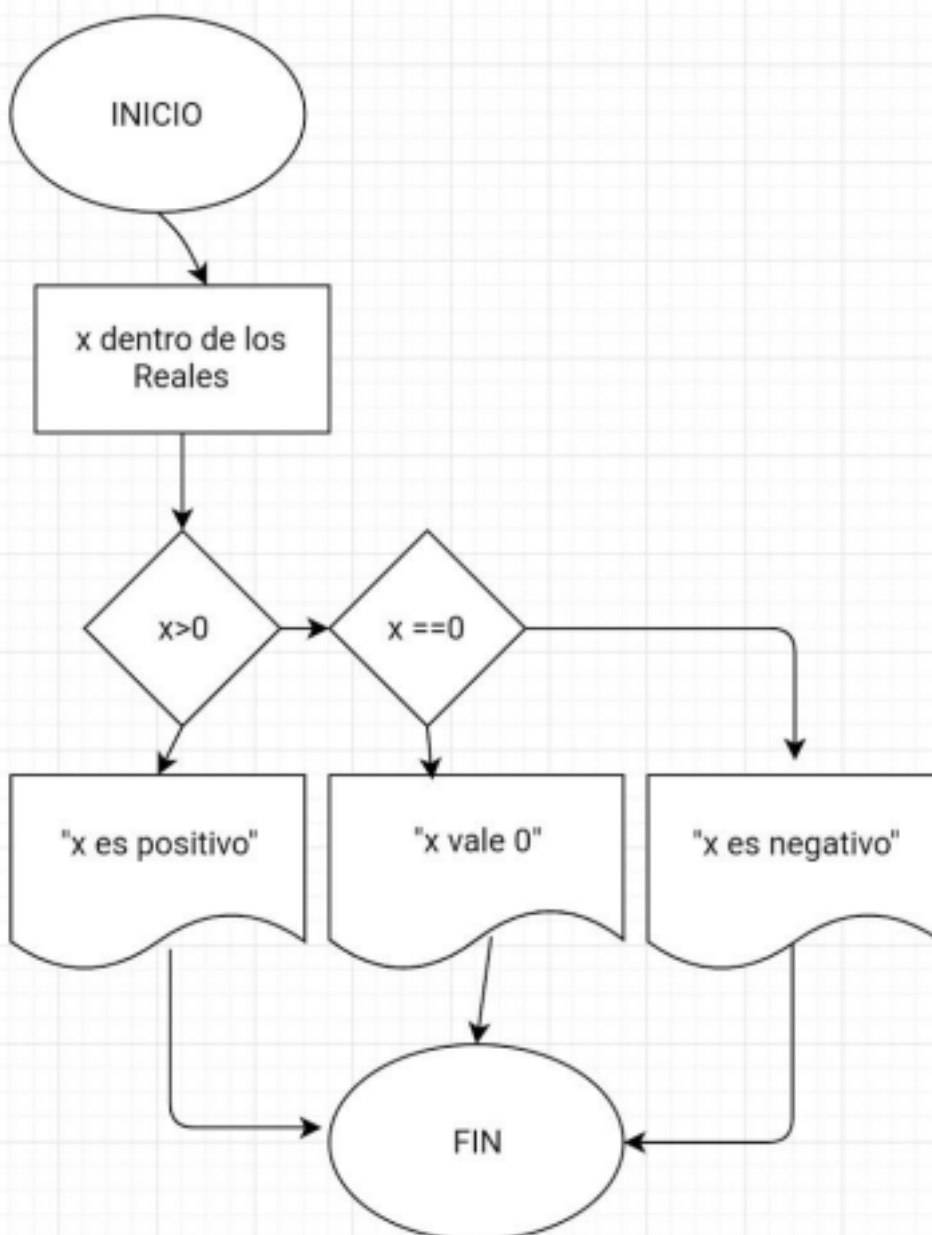 INICIO
x dentro de los
Reales
x>0
x ==0
"x es positivo"
"x vale 0"
"x es negativo"
FIN